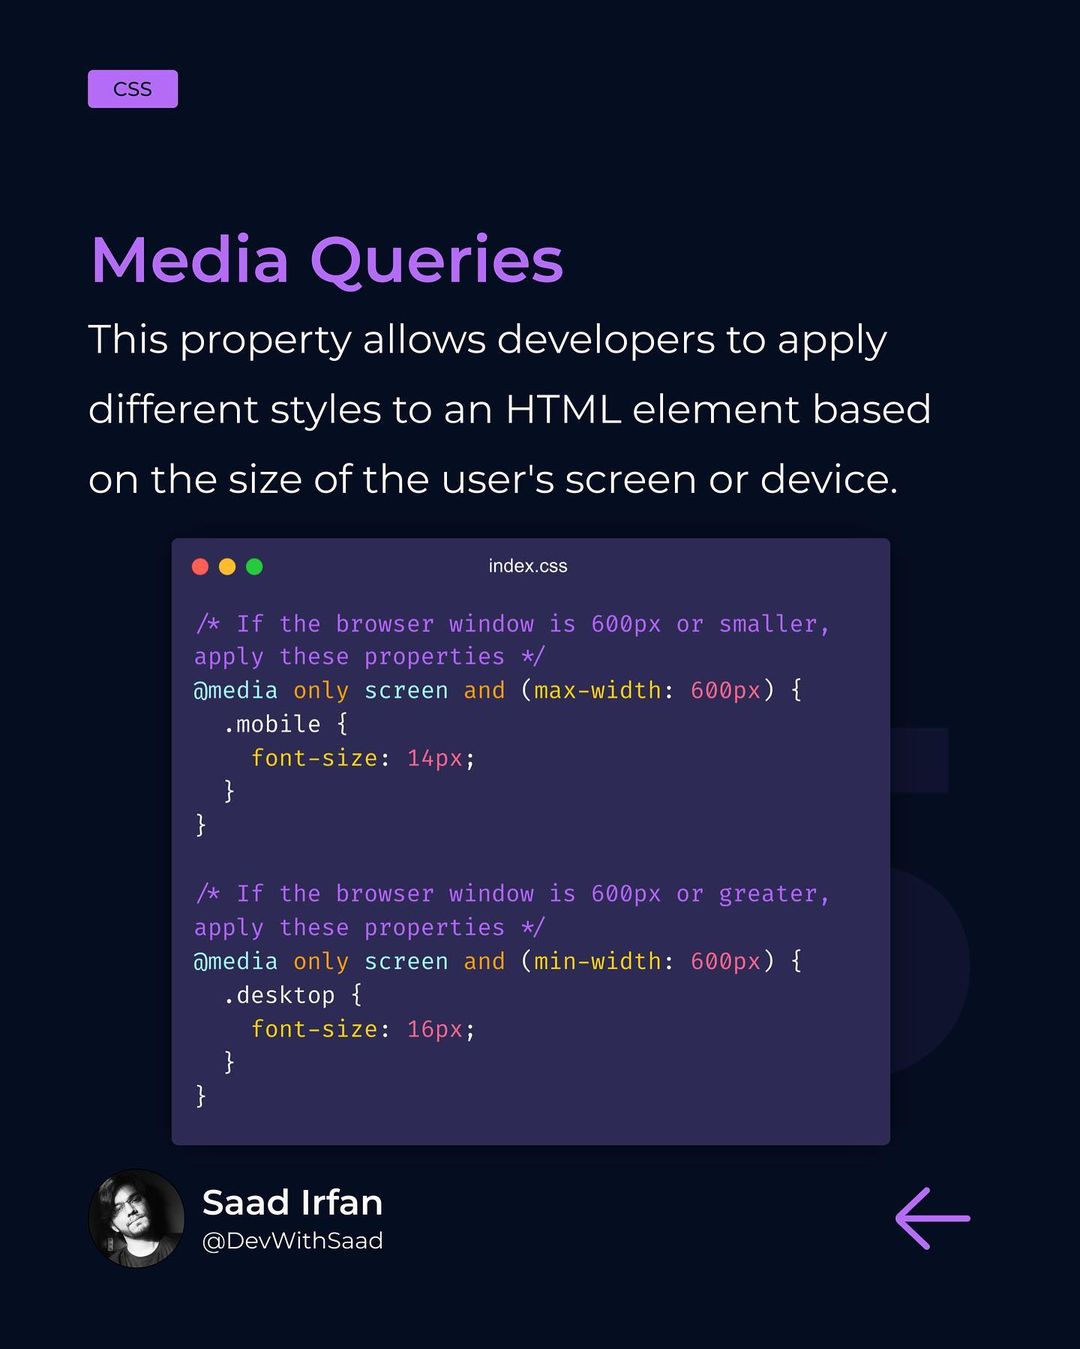 CSS
Media Queries
This property allows developers to apply
different styles to an HTML element based
on the size of the user's screen or device.
index.css
/* If the browser window is 600px or smaller,
apply these properties */
@media only screen and (max-width: 600px) {
  .mobile {
    font-size: 14px;
  }
}
/* If the browser window is 600px or greater,
apply these properties */
@media only screen and (min-width: 600px) {
  .desktop {
    font-size: 16px;
  }
}
5
Saad Irfan
@DevWithSaad